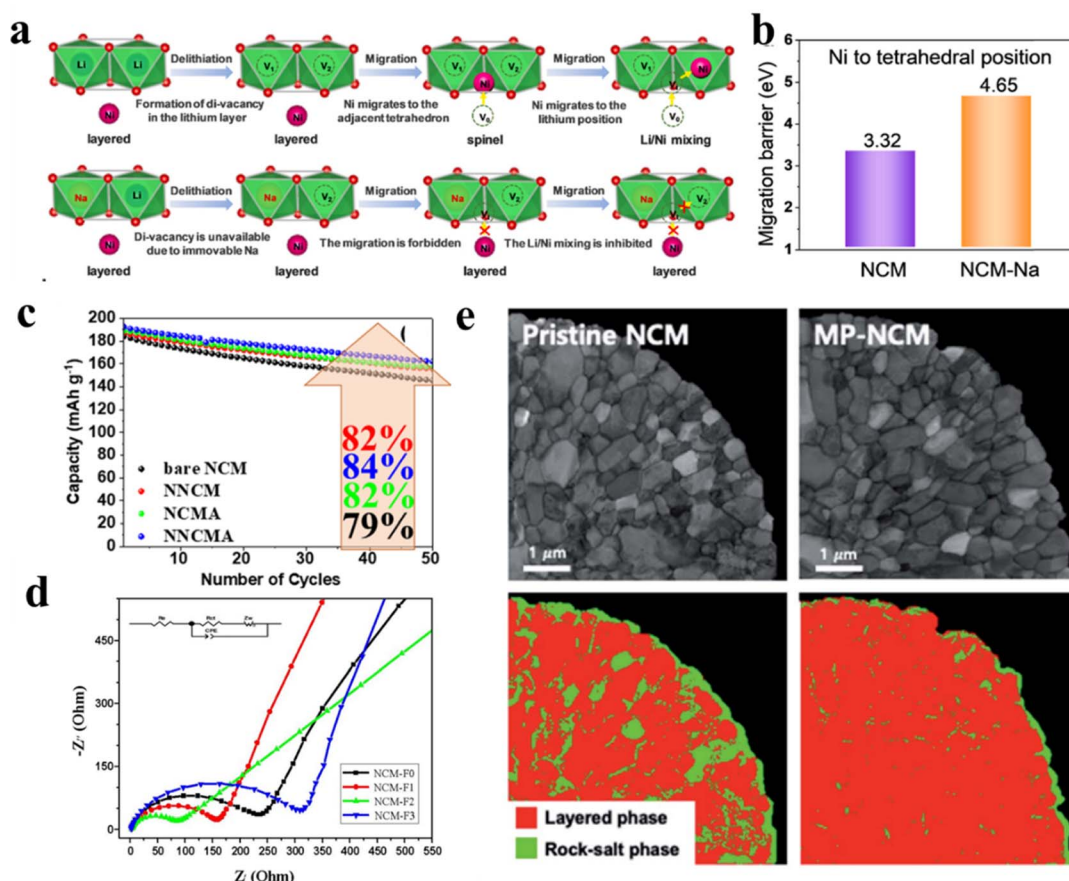 a
Li
Li
Delithiation
V₁
V₂
Migration
V₁
V₂
Migration
V₁
Ni
Ni
Formation of di-vacancy
in the lithium layer
Ni
Ni migrates to the
adjacent tetrahedron
Ni
V₀
Ni migrates to the
lithium position
V₀
layered
layered
spinel
Li/Ni mixing
Na
Li
Delithiation
Na
V₂
Migration
Na
V₂
Migration
Na
V₂
Ni
Di-vacancy is unavailable
due to immovable Na
Ni
The migration is forbidden
Ni
The Li/Ni mixing is inhibited
Ni
layered
layered
layered
layered
b
Ni to tetrahedral position
Migration barrier (eV)
6
5
4
3
2
1
3.32
4.65
NCM
NCM-Na
c
Capacity (mAh g⁻¹)
200
180
160
140
120
100
80
60
40
20
0
(
82%
84%
82%
79%
bare NCM
NNCM
NCMA
NNCMA
10
20
30
40
50
Number of Cycles
d
-Z'' (Ohm)
450
300
150
0
Rct
CPE
NCM-F0
NCM-F1
NCM-F2
NCM-F3
0
50
100
150
200
250
300
350
400
450
500
550
Z (Ohm)
e
Pristine NCM
MP-NCM
1 μm
1 μm
Layered phase
Rock-salt phase